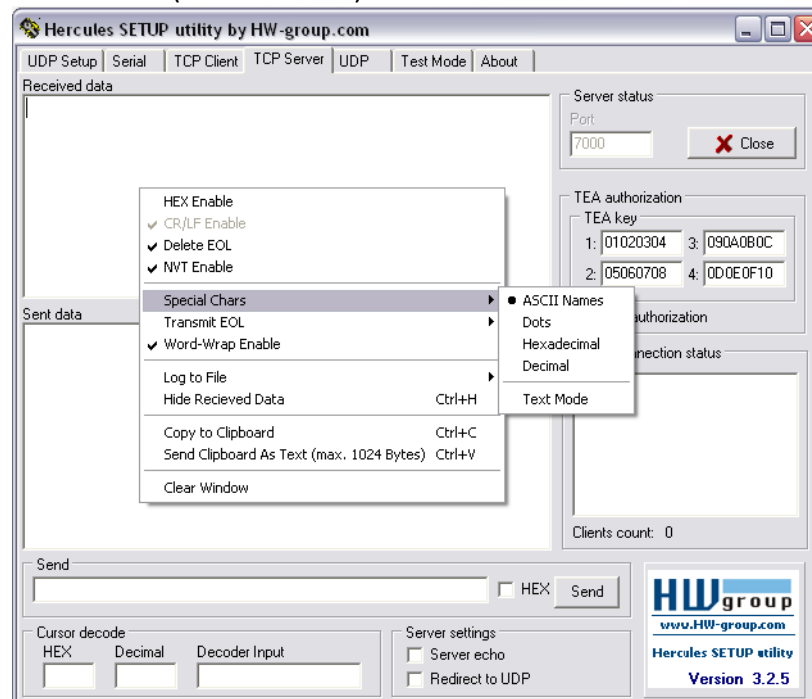 Hercules SETUP utility by HW-group.com
UDP Setup Serial TCP Client TCP Server UDP Test Mode About
Received data
Server status
Port
7000
Close
TEA authorization
TEA key
1: 01020304 3: 090A0B0C
2: 05060708 4: 0D0E0F10
HEX Enable
CR/LF Enable
Delete EOL
NVT Enable
Special Chars
Transmit EOL
Word-Wrap Enable
Log to File
Hide Recieved Data Ctrl+H
Copy to Clipboard Ctrl+C
Send Clipboard As Text (max. 1024 Bytes) Ctrl+V
Clear Window
ASCII Names
Dots
Hexadecimal
Decimal
Text Mode
Sent data
Clients count: 0
Send
HEX
Send
Cursor decode
HEX Decimal Decoder Input
Server settings
Server echo
Redirect to UDP
HWgroup
www.HW-group.com
Hercules SETUP utility
Version 3.2.5